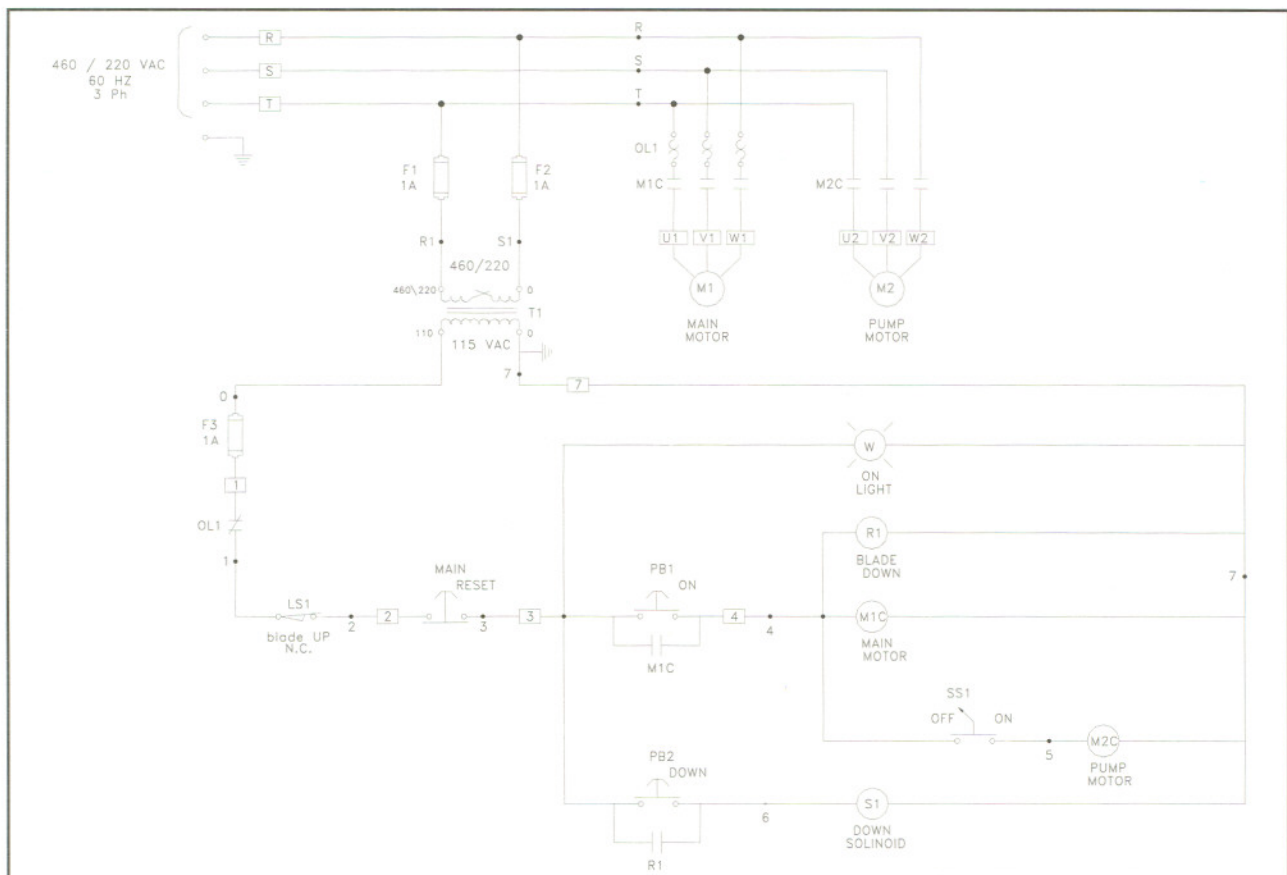 R
R
460 / 220 VAC
60 HZ
3 Ph
S
S
T
T
OL1
F1
1A
F2
1A
M1C
M2C
R1
S1
U1
V1
W1
U2
V2
W2
460/220
460\220
0
M1
M2
T1
MAIN
MOTOR
PUMP
MOTOR
110
0
115 VAC
7
7
0
F3
1A
W
ON
LIGHT
1
OL1
R1
BLADE
DOWN
1
MAIN
RESET
PB1
ON
7
LS1
blade UP
N.C.
2
2
3
3
4
4
M1C
MAIN
MOTOR
M1C
SS1
OFF
ON
5
M2C
PUMP
MOTOR
PB2
DOWN
6
S1
DOWN
SOLINOID
R1